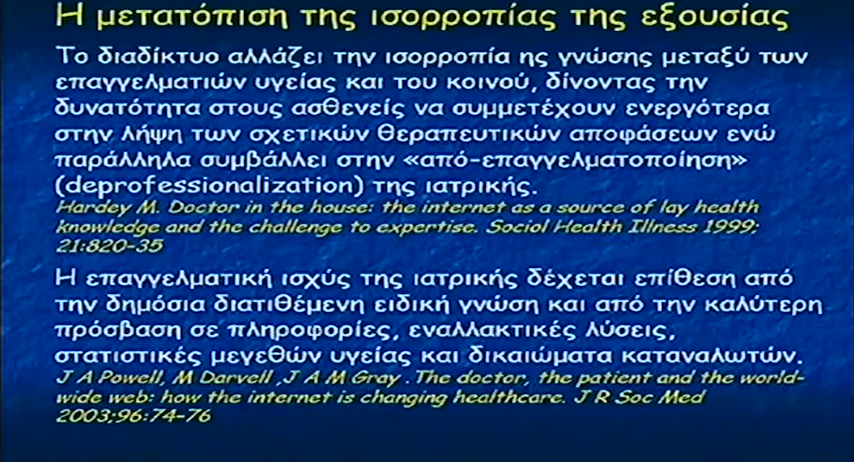 Η μετατόπιση της ισορροπίας της εξουσίας
Το διαδίκτυο αλλάζει την ισορροπία ης γνώσης μεταξύ των
επαγγελματιών υγείας και του κοινού, δίνοντας την
δυνατότητα στους ασθενείς να συμμετέχουν ενεργότερα
στην λήψη των σχετικών θεραπευτικών αποφάσεων ενώ
παράλληλα συμβάλλει στην «από-επαγγελματοποίηση»
(deprofessionalization) της ιατρικής.
Hardey M. Doctor in the house: the internet as a source of lay health
knowledge and the challenge to expertise. Sociol Health Illness 1999;
21:820-35
Η επαγγελματική ισχύς της ιατρικής δέχεται επίθεση από
την δημόσια διατιθέμενη ειδική γνώση και από την καλύτερη
πρόσβαση σε πληροφορίες, εναλλακτικές λύσεις,
στατιστικές μεγεθών υγείας και δικαιώματα καταναλωτών.
J A Powell, M Darvell ,J A M Gray . The doctor, the patient and the world-
wide web: how the internet is changing healthcare. J R Soc Med
2003;96:74-76